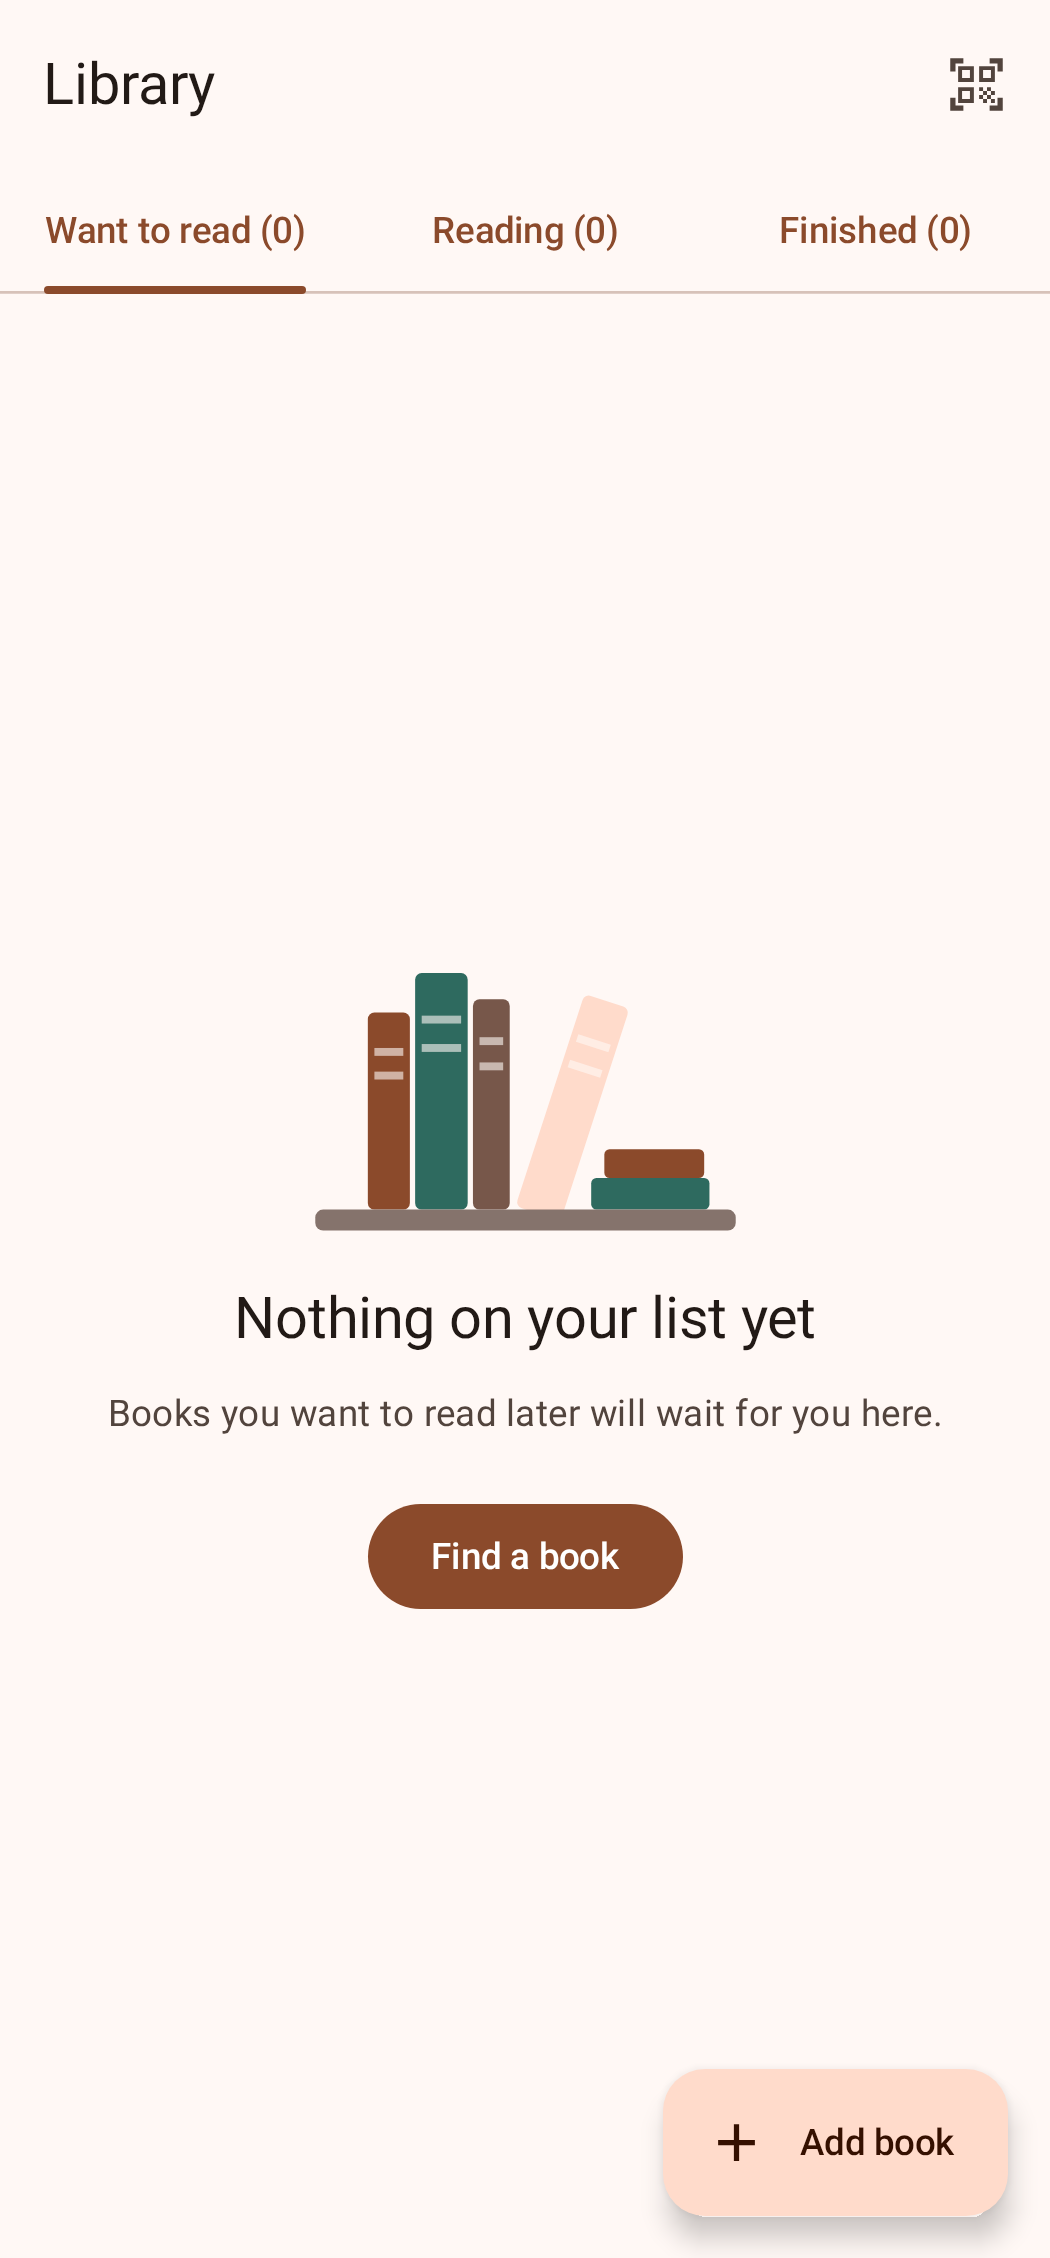 Library
Want to read (0)
Reading (0)
Finished (0)
Nothing on your list yet
Books you want to read later will wait for you here.
Find a book
Add book